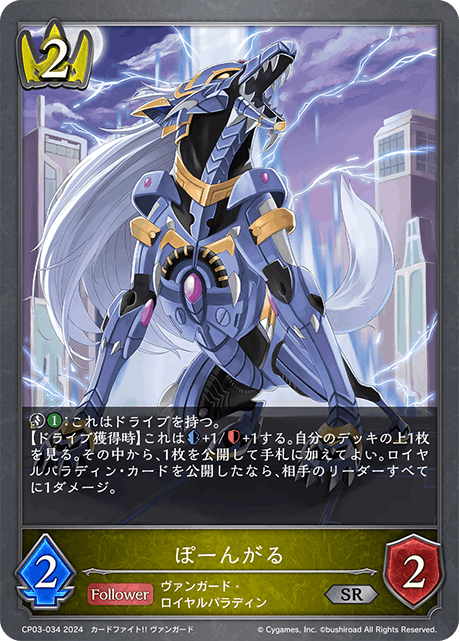 2
①:これはドライブを持つ。
【ドライブ獲得時】これは+1/+1する。自分のデッキの上1枚
を見る。その中から、1枚を公開して手札に加えてよい。ロイヤ
ルパラディン・カードを公開したなら、相手のリーダーすべて
に1ダメージ。
ぽーんがる
2
Follower
ヴァンガード・
ロイヤルパラディン
SR
2
CP03-034 2024 カードファイト!! ヴァンガード
© Cygames, Inc. ©bushiroad All Rights Reserved.